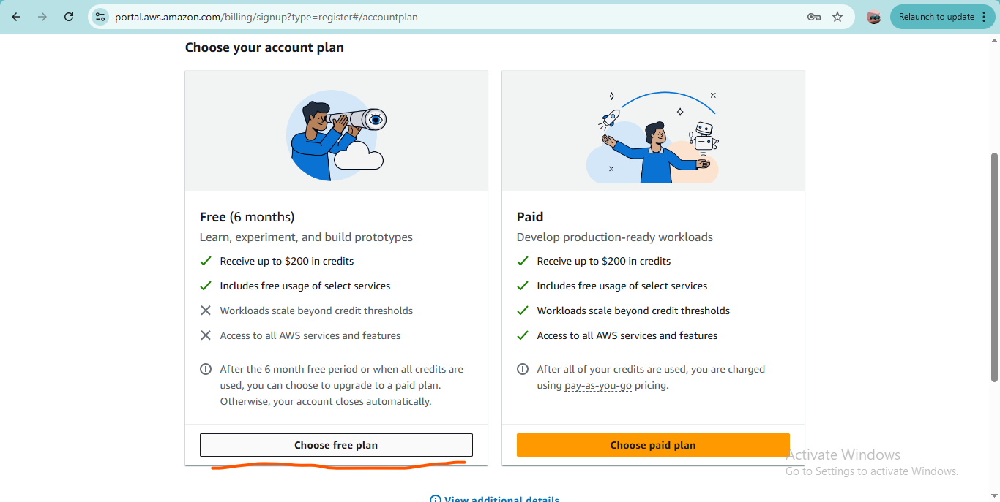 portal.aws.amazon.com/billing/signup?type=register#/accountplan
Relaunch to update
Choose your account plan
Free (6 months)
Learn, experiment, and build prototypes
Receive up to $200 in credits
Includes free usage of select services
Workloads scale beyond credit thresholds
Access to all AWS services and features
After the 6 month free period or when all credits are
used, you can choose to upgrade to a paid plan.
Otherwise, your account closes automatically.
Choose free plan
Paid
Develop production-ready workloads
Receive up to $200 in credits
Includes free usage of select services
Workloads scale beyond credit thresholds
Access to all AWS services and features
After all of your credits are used, you are charged
using pay-as-you-go pricing.
Choose paid plan
Activate Windows
Go to Settings to activate Windows.
View additional details